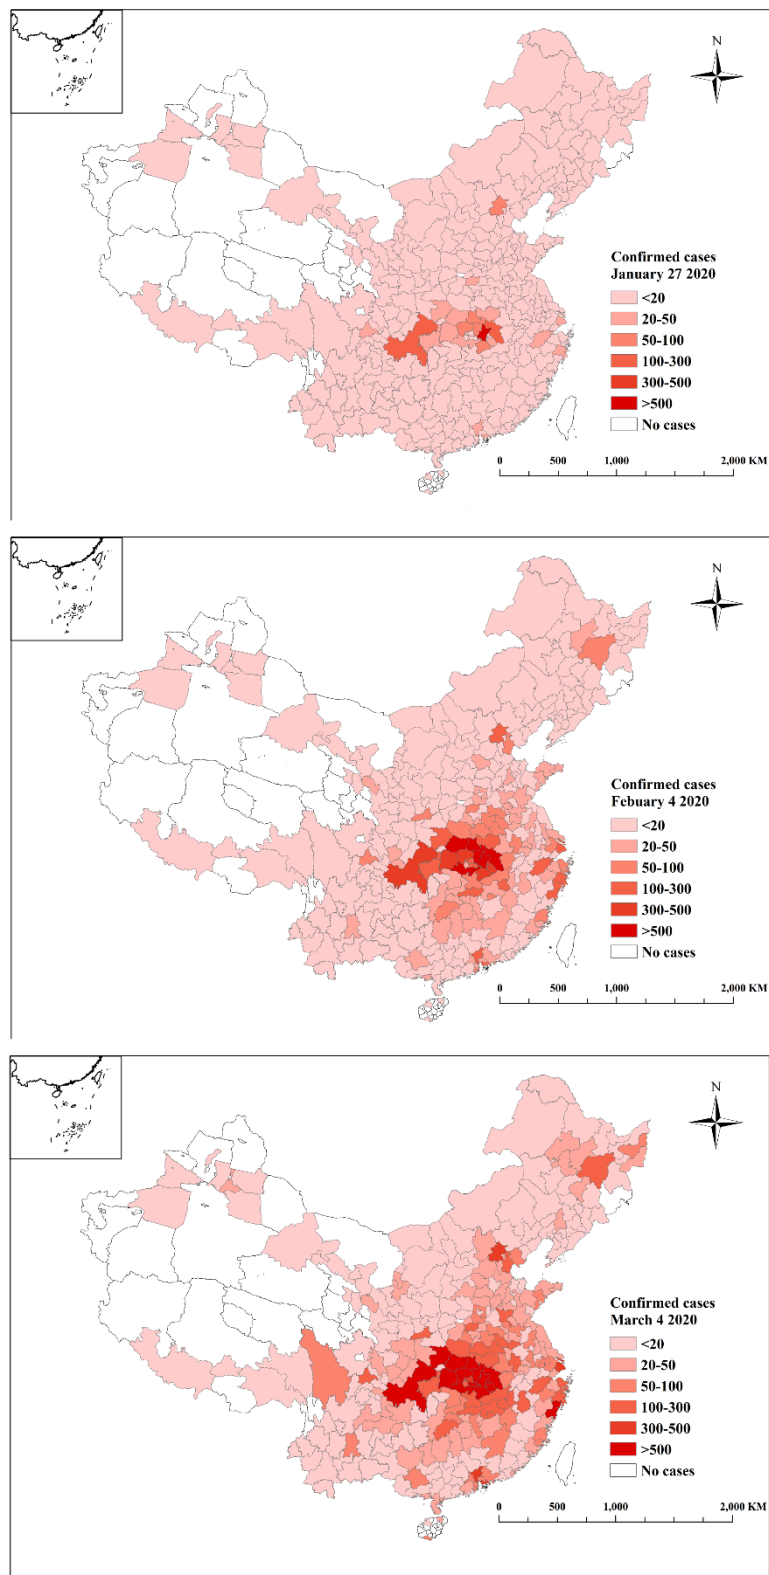 N
Confirmed cases
January 27 2020
<20
20-50
50-100
100-300
300-500
>500
No cases
0 500 1,000 2,000 KM
N
Confirmed cases
Febuary 4 2020
<20
20-50
50-100
100-300
300-500
>500
No cases
0 500 1,000 2,000 KM
N
Confirmed cases
March 4 2020
<20
20-50
50-100
100-300
300-500
>500
No cases
0 500 1,000 2,000 KM